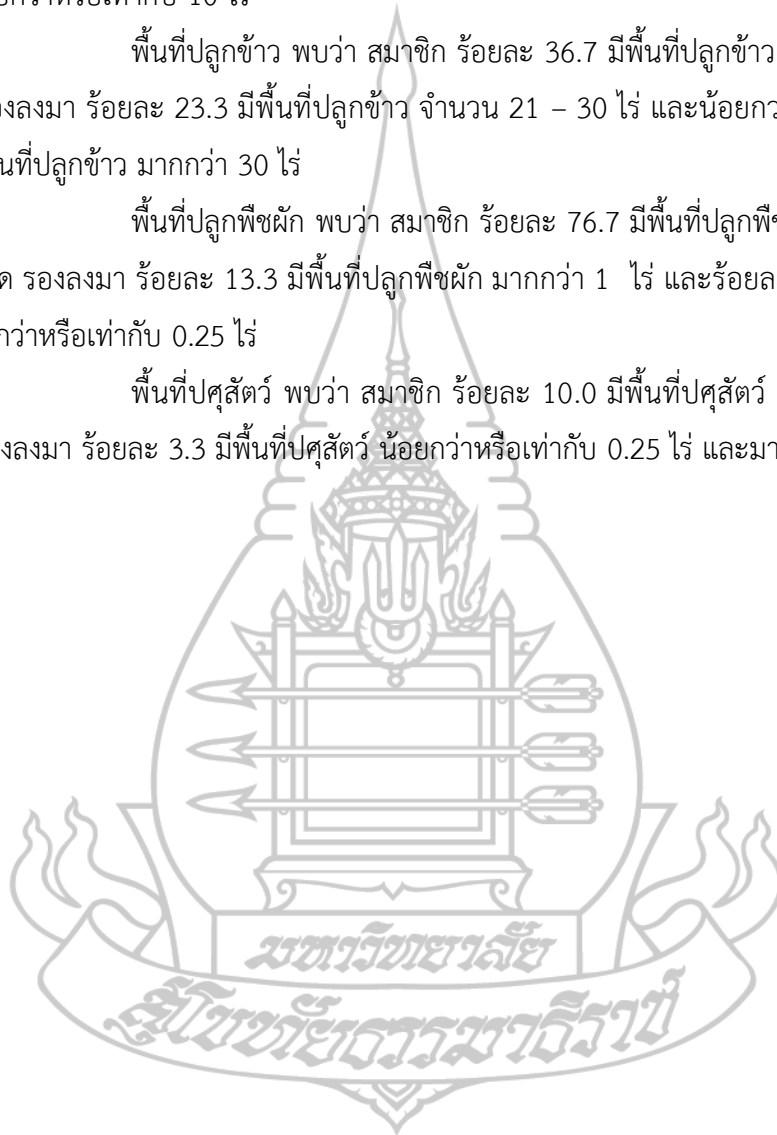 พื้นที่ปลูกข้าว พบว่า สมาชิก ร้อยละ 36.7 มีพื้นที่ปลูกข้าว
องลงมา ร้อยละ 23.3 มีพื้นที่ปลูกข้าว จำนวน 21 – 30 ไร่ และน้อยกว
นที่ปลูกข้าว มากกว่า 30 ไร่
พื้นที่ปลูกพืชผัก พบว่า สมาชิก ร้อยละ 76.7 มีพื้นที่ปลูกพืช
ด รองลงมา ร้อยละ 13.3 มีพื้นที่ปลูกพืชผัก มากกว่า 1 ไร่ และร้อยล
กว่าหรือเท่ากับ 0.25 ไร่
พื้นที่ปศุสัตว์ พบว่า สมาชิก ร้อยละ 10.0 มีพื้นที่ปศุสัตว์
งลงมา ร้อยละ 3.3 มีพื้นที่ปศุสัตว์ น้อยกว่าหรือเท่ากับ 0.25 ไร่ และมา
มหาวิทยาลัย
สุโขทัยธรรมาธิราช